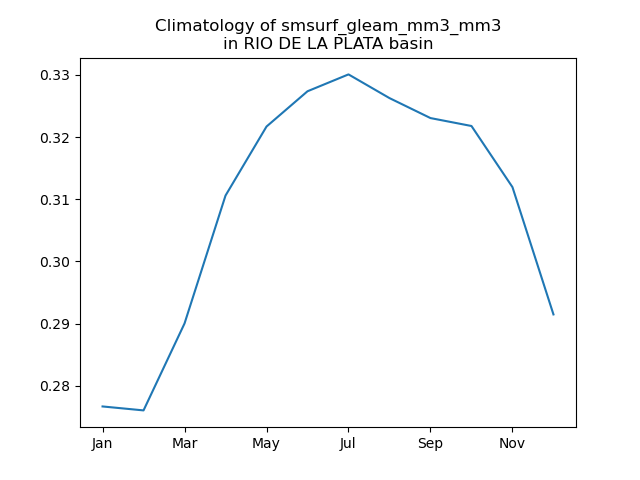 Climatology of smsurf_gleam_mm3_mm3
in RIO DE LA PLATA basin
0.33
0.32
0.31
0.30
0.29
0.28
Jan Mar May Jul Sep Nov